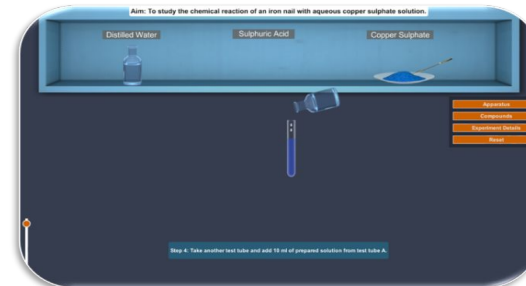 Aim: To study the chemical reaction of an iron nail with aqueous copper sulphate solution.
Distilled Water
Sulphuric Acid
Copper Sulphate
Apparatus
Compounds
Experiment Details
Reset
Step 4: Take another test tube and add 10 ml of prepared solution from test tube A.